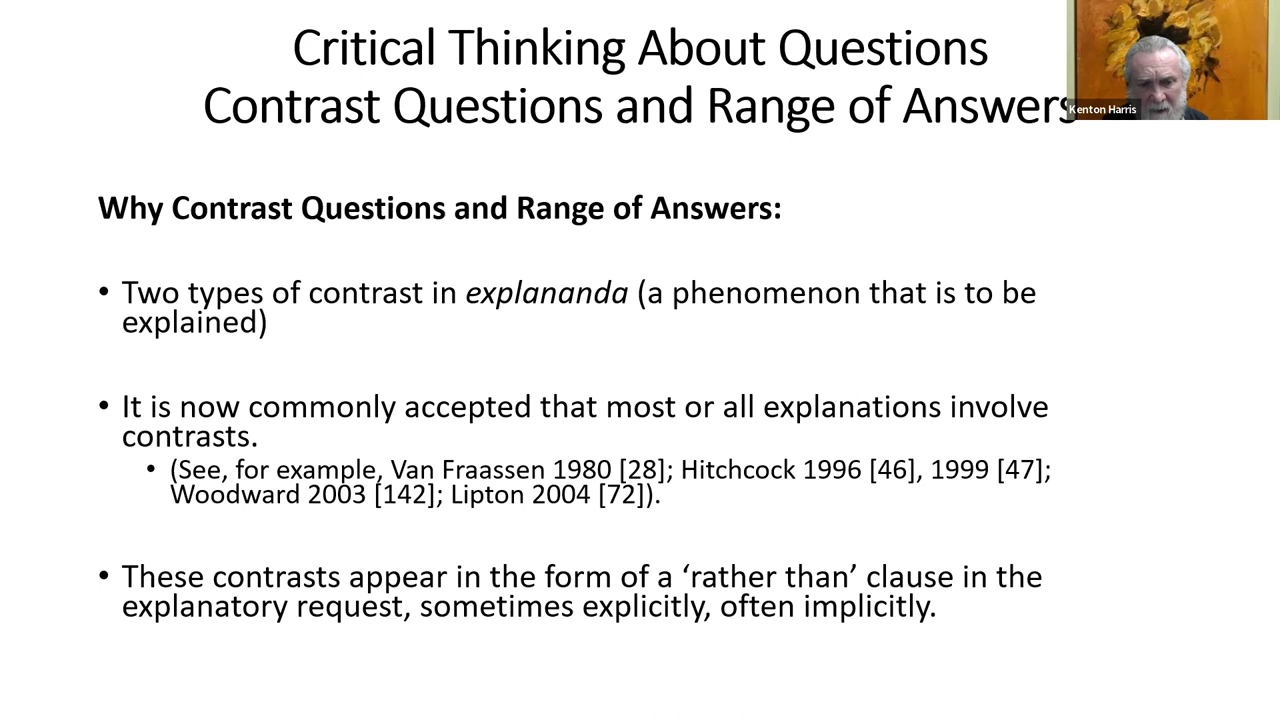 Critical Thinking About Questions
Contrast Questions and Range of Answers
Kenton Harris
Why Contrast Questions and Range of Answers:
• Two types of contrast in explananda (a phenomenon that is to be
explained)
• It is now commonly accepted that most or all explanations involve
contrasts.
• (See, for example, Van Fraassen 1980 [28]; Hitchcock 1996 [46], 1999 [47];
Woodward 2003 [142]; Lipton 2004 [72]).
• These contrasts appear in the form of a ‘rather than’ clause in the
explanatory request, sometimes explicitly, often implicitly.